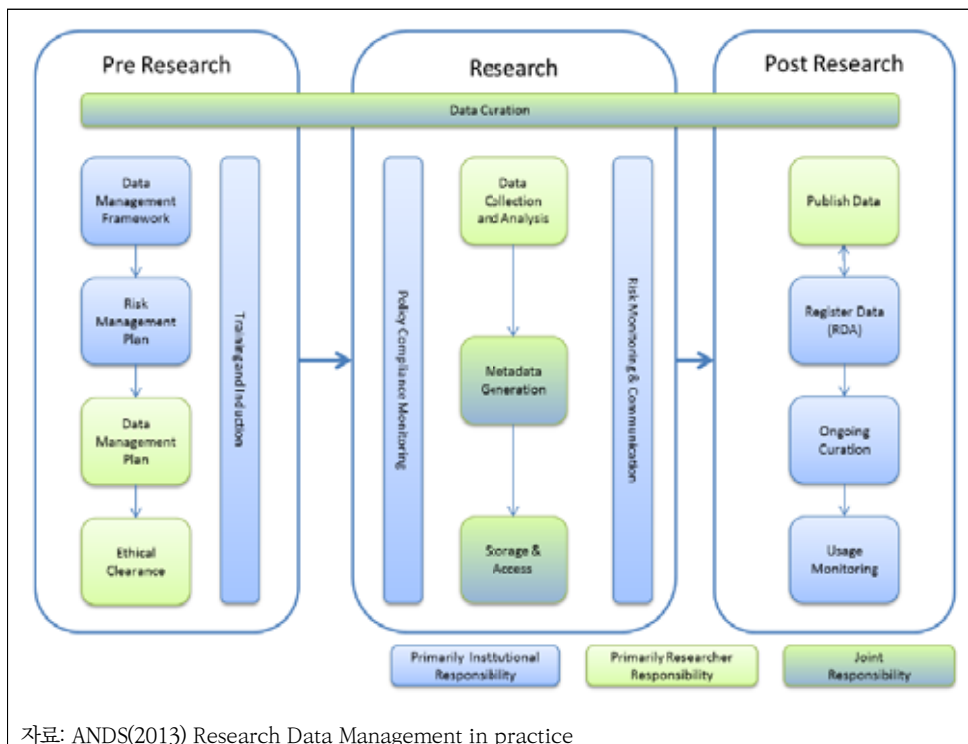 Pre Research
Research
Post Research
Data Curation
Data
Management
Framework
Risk
Management
Plan
Data
Management
Plan
Ethical
Clearance
Training and Induction
Policy Compliance Monitoring
Data
Collection
and Analysis
Metadata
Generation
Storage &
Access
Risk Monitoring & Communication
Publish Data
Register Data
(RDA)
Ongoing
Curation
Usage
Monitoring
Primarily Institutional
Responsibility
Primarily Researcher
Responsibility
Joint
Responsibility
자료: ANDS(2013) Research Data Management in practice